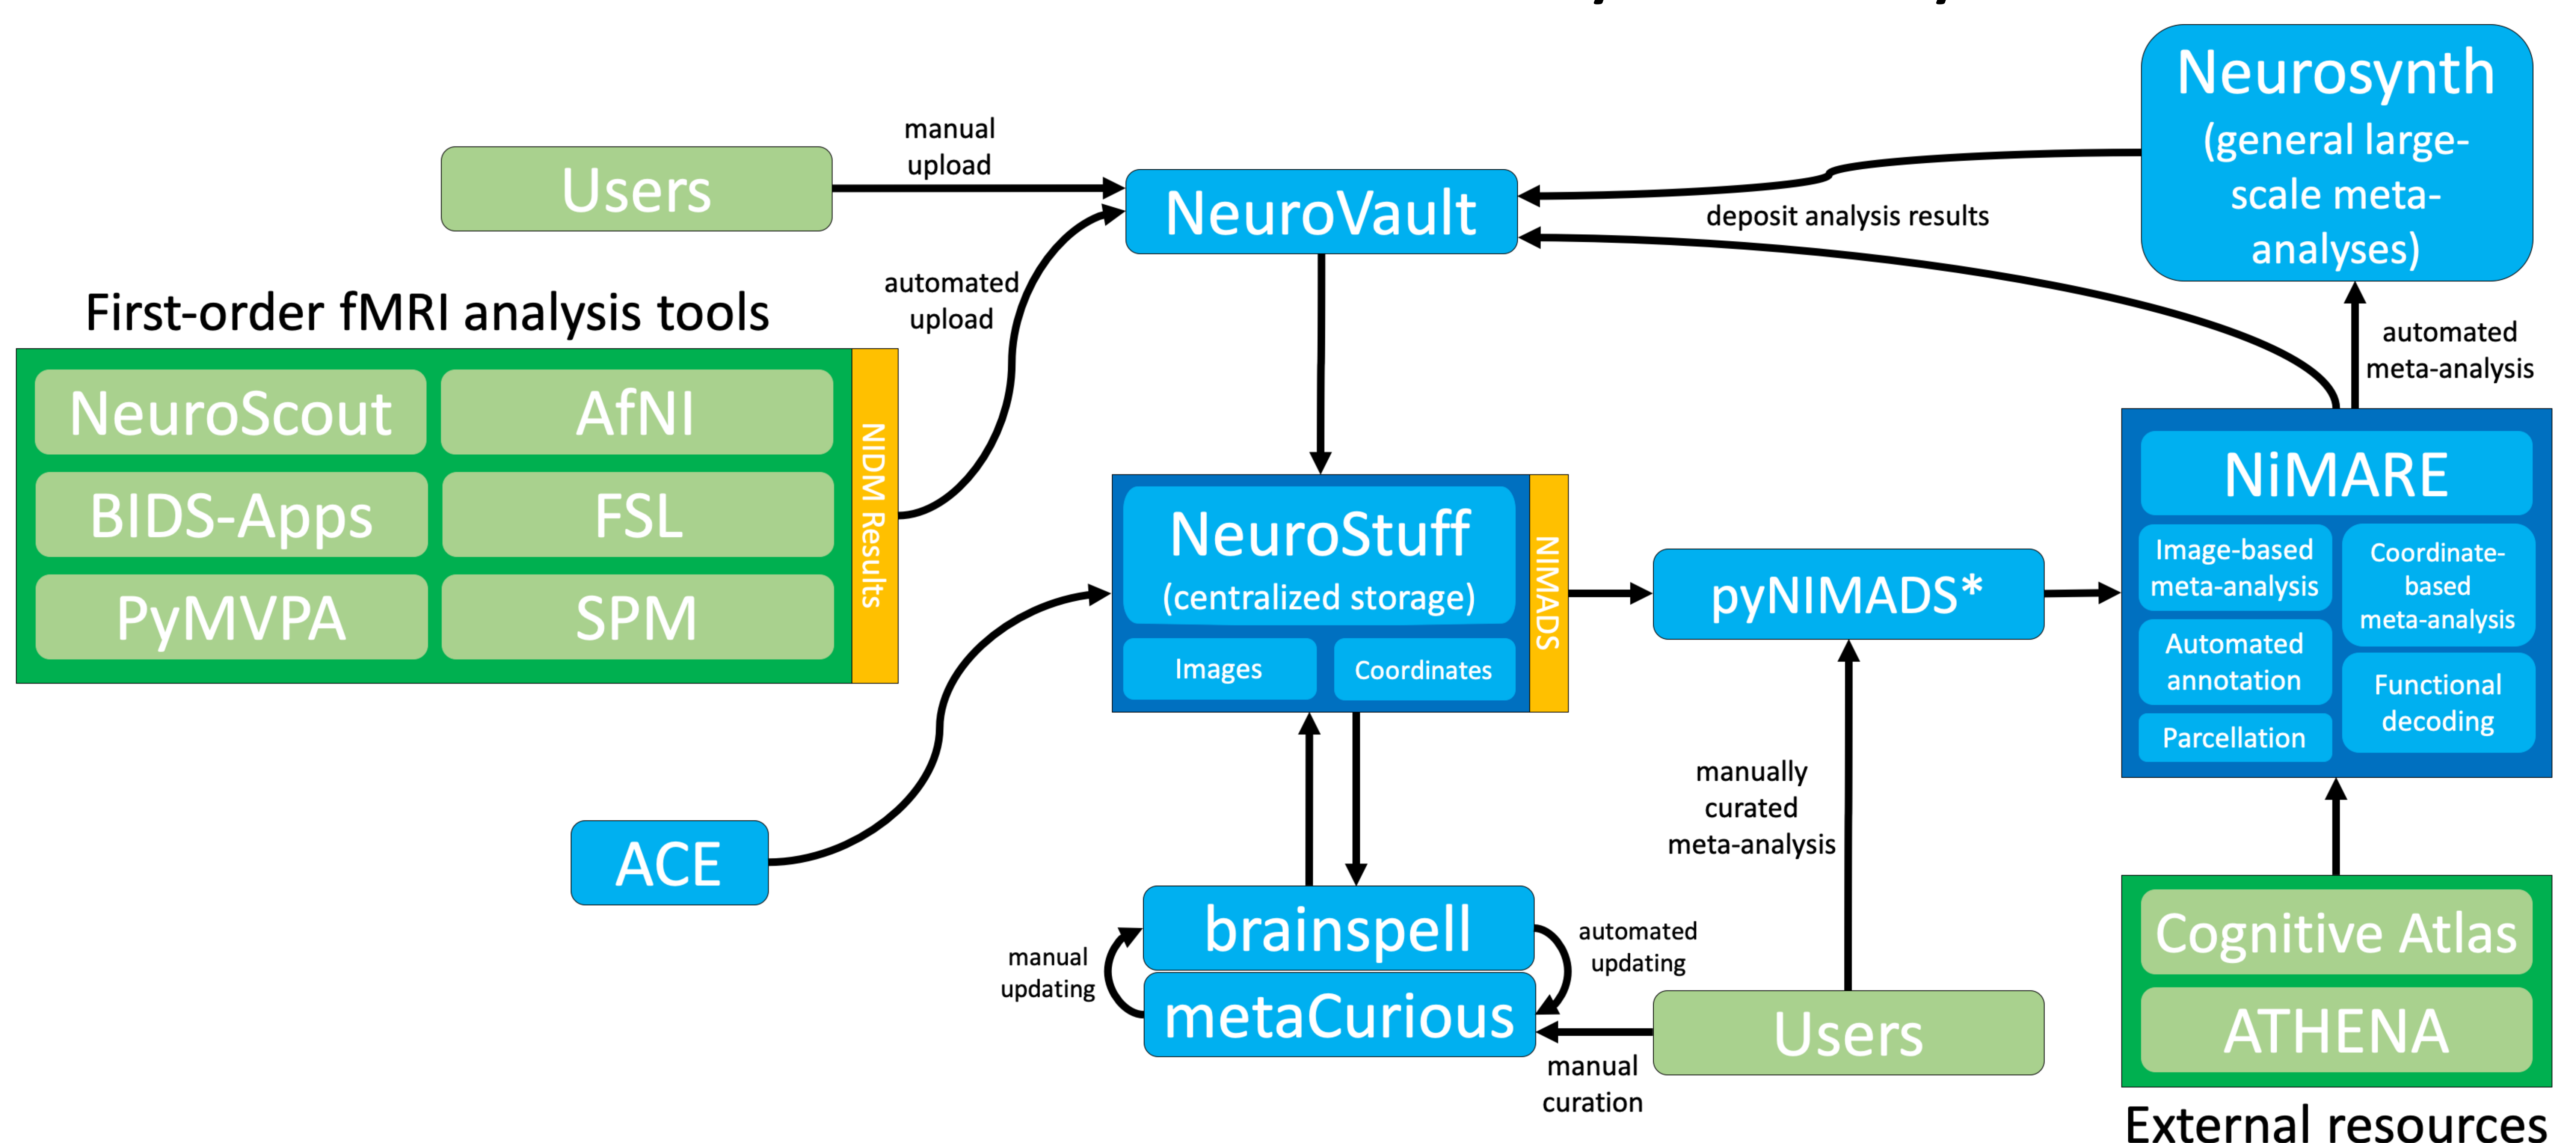 Neurosynth
(general large-
scale meta-
analyses)
manual
upload
Users
NeuroVault
deposit analysis results
automated
upload
First-order fMRI analysis tools
automated
meta-analysis
NeuroScout
AfNI
BIDS-Apps
FSL
PyMVPA
SPM
NIDM Results
NeuroStuff
(centralized storage)
Images
Coordinates
NIMADS
pyNIMADS*
NiMARE
Image-based
meta-analysis
Coordinate-
based
meta-analysis
Automated
annotation
Functional
decoding
Parcellation
manually
curated
meta-analysis
ACE
brainspell
metaCurious
manual
updating
automated
updating
Users
manual
curation
Cognitive Atlas
ATHENA
External resources